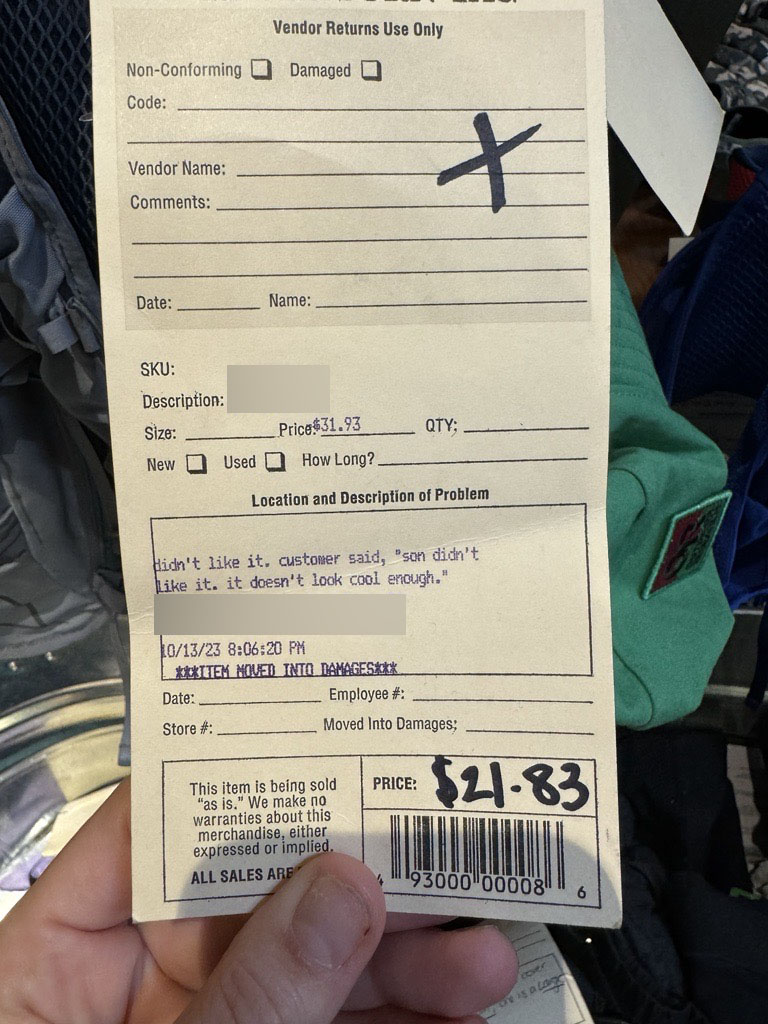 Vendor Returns Use Only
Non-Conforming Damaged
Code:
Vendor Name:
Comments:
Date: Name:
SKU:
Description:
Size: Price: $31.93 QTY:
New Used How Long?
Location and Description of Problem
didn't like it. customer said, "son didn't
like it. it doesn't look cool enough."
10/13/23 8:06:20 PM
***ITEM MOVED INTO DAMAGES***
Date: Employee #:
Store #: Moved Into Damages:
This item is being sold
"as is." We make no
warranties about this
merchandise, either
expressed or implied.
ALL SALES ARE
PRICE: $21.83
4 93000 00008 6